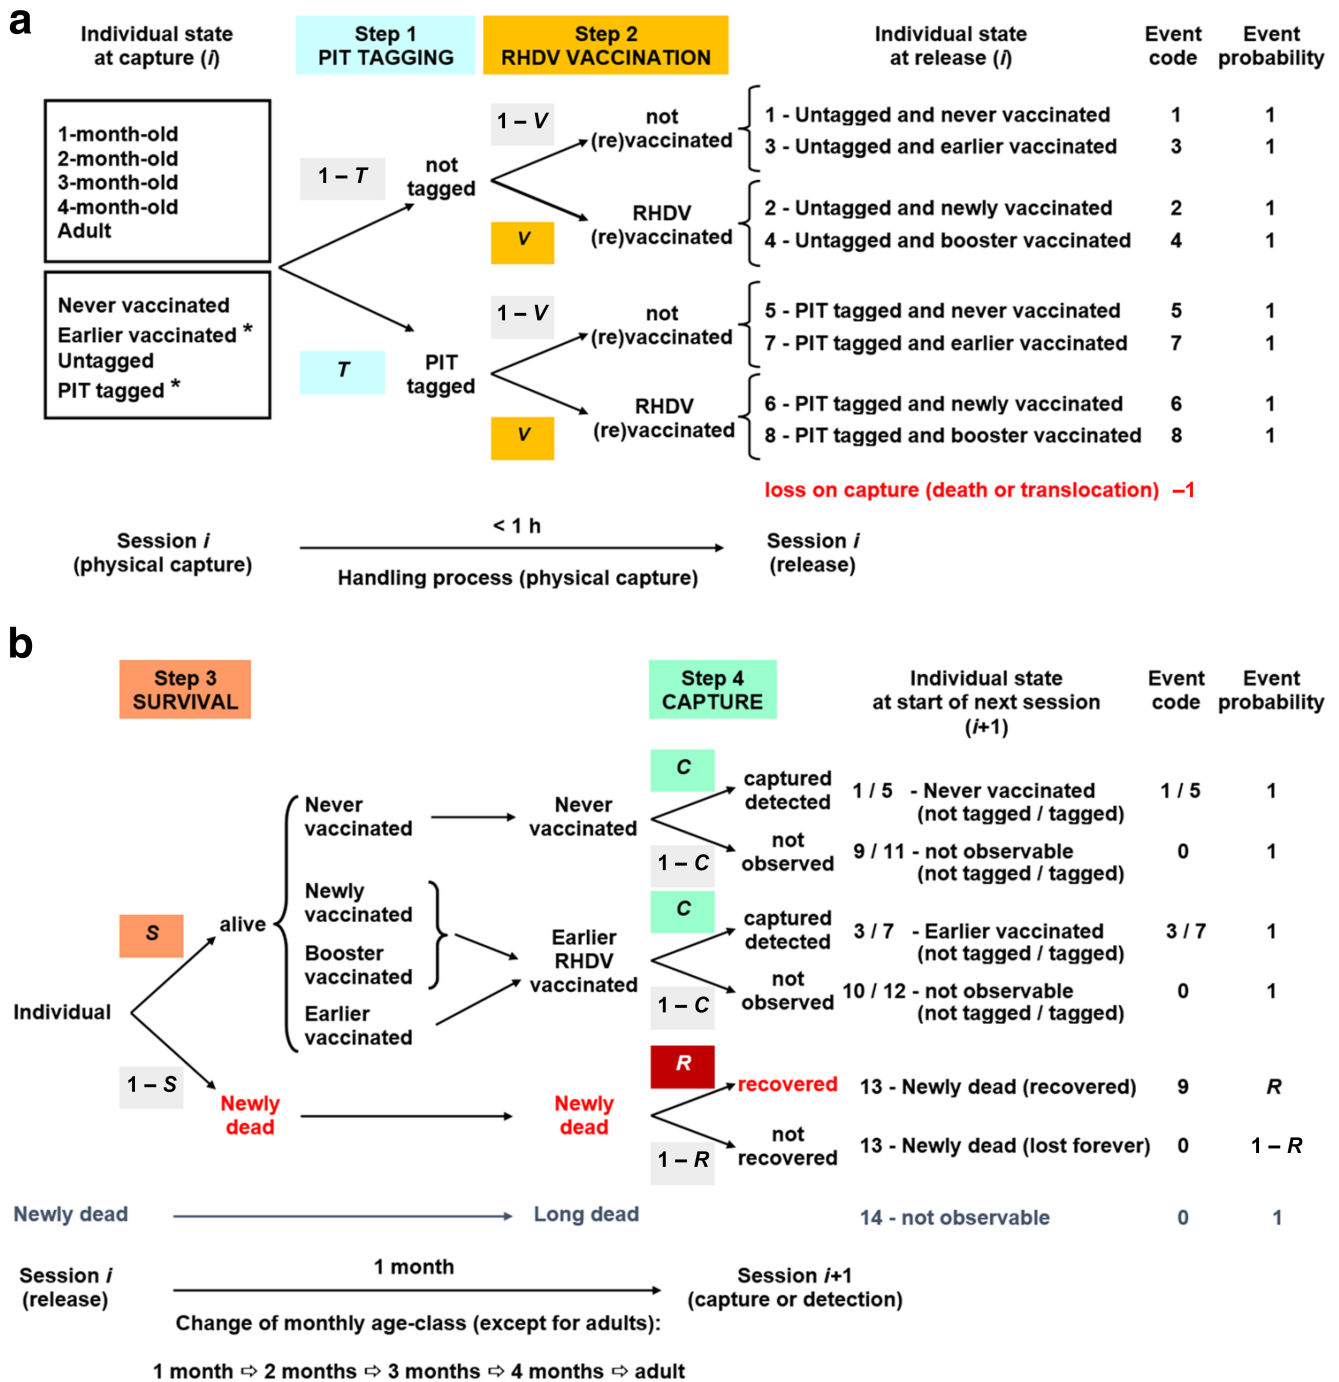 a
Individual state
at capture (i)
Step 1
PIT TAGGING
Step 2
RHDV VACCINATION
Individual state
at release (i)
Event
code
Event
probability
1-month-old
2-month-old
3-month-old
4-month-old
Adult
Never vaccinated
Earlier vaccinated *
Untagged
PIT tagged *
1 – T
not
tagged
T
PIT
tagged
1 – V
not
(re)vaccinated
V
RHDV
(re)vaccinated
1 – V
not
(re)vaccinated
V
RHDV
(re)vaccinated
1 - Untagged and never vaccinated 1 1
3 - Untagged and earlier vaccinated 3 1
2 - Untagged and newly vaccinated 2 1
4 - Untagged and booster vaccinated 4 1
5 - PIT tagged and never vaccinated 5 1
7 - PIT tagged and earlier vaccinated 7 1
6 - PIT tagged and newly vaccinated 6 1
8 - PIT tagged and booster vaccinated 8 1
loss on capture (death or translocation) –1
Session i
(physical capture)
< 1 h
Handling process (physical capture)
Session i
(release)
b
Step 3
SURVIVAL
Step 4
CAPTURE
Individual state
at start of next session
(i+1)
Event
code
Event
probability
Individual
S
alive
1 – S
Newly
dead
Never
vaccinated
Newly
vaccinated
Booster
vaccinated
Earlier
vaccinated
Never
vaccinated
Earlier
RHDV
vaccinated
Newly
dead
C
captured
detected
1 / 5 - Never vaccinated 1 / 5 1
(not tagged / tagged)
1 – C
not
observed
9 / 11 - not observable 0 1
(not tagged / tagged)
C
captured
detected
3 / 7 - Earlier vaccinated 3 / 7 1
(not tagged / tagged)
1 – C
not
observed
10 / 12 - not observable 0 1
(not tagged / tagged)
R
recovered
13 - Newly dead (recovered) 9 R
1 – R
not
recovered
13 - Newly dead (lost forever) 0 1 – R
Newly dead
Long dead
14 - not observable 0 1
Session i
(release)
1 month
Session i+1
(capture or detection)
Change of monthly age-class (except for adults):
1 month ⇨ 2 months ⇨ 3 months ⇨ 4 months ⇨ adult